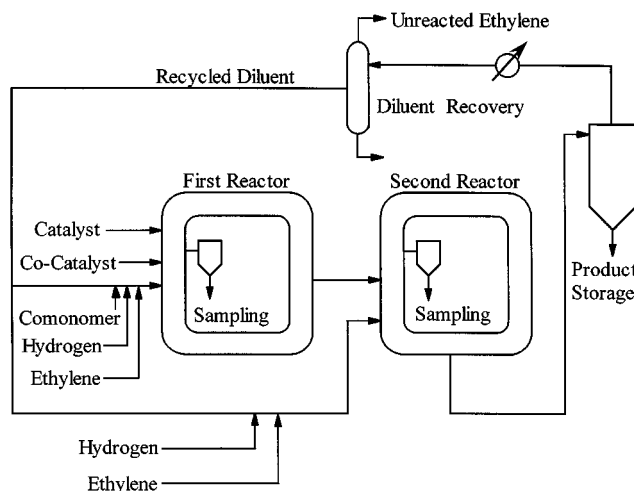 Unreacted Ethylene
Recycled Diluent
Diluent Recovery
First Reactor
Second Reactor
Catalyst
Co-Catalyst
Comonomer
Hydrogen
Ethylene
Sampling
Sampling
Product
Storage
Hydrogen
Ethylene